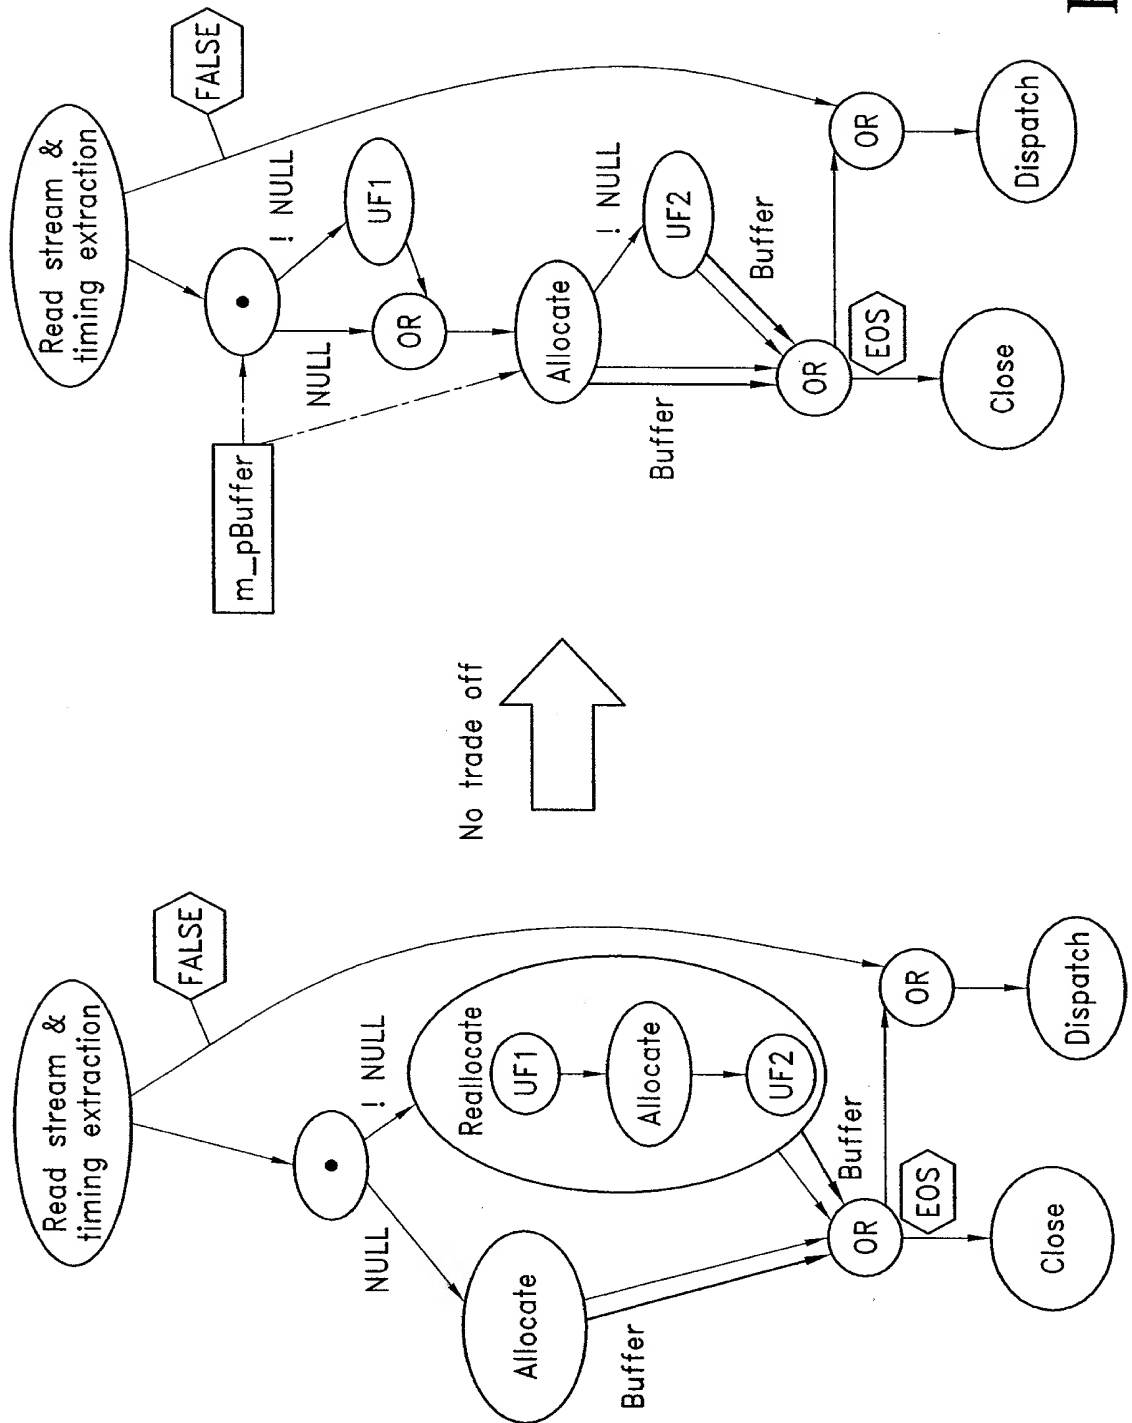 Read stream &
timing extraction
FALSE
NULL
! NULL
Allocate
Reallocate
UF1
Allocate
UF2
Buffer
Buffer
OR
EOS
OR
Close
Dispatch
No trade off
Read stream &
timing extraction
FALSE
m_pBuffer
! NULL
NULL
UF1
OR
Allocate
! NULL
UF2
Buffer
Buffer
OR
EOS
OR
Close
Dispatch